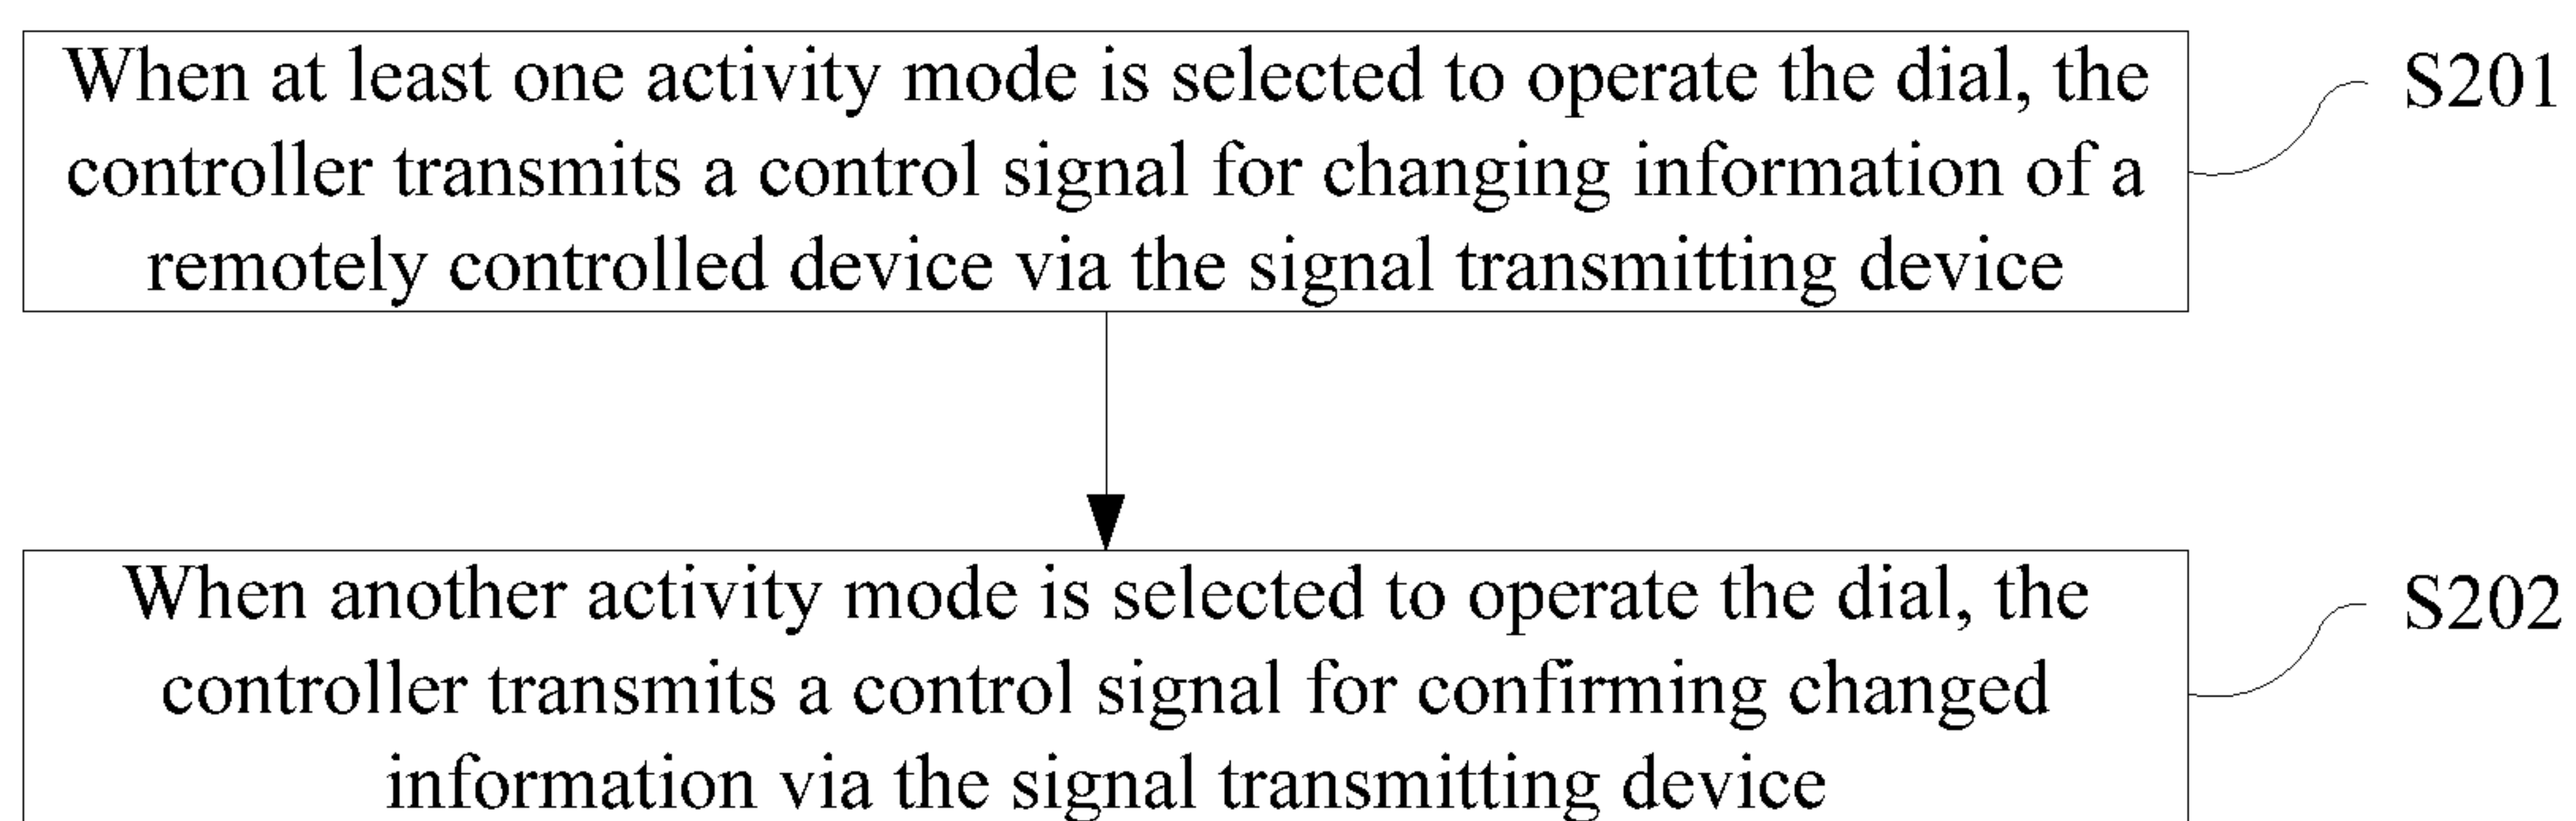 When at least one activity mode is selected to operate the dial, the
controller transmits a control signal for changing information of a
remotely controlled device via the signal transmitting device
S201
When another activity mode is selected to operate the dial, the
controller transmits a control signal for confirming changed
information via the signal transmitting device
S202